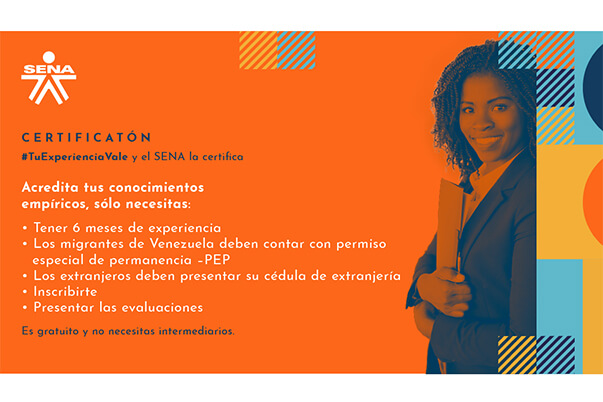 SENA
CERTIFICATÓN
#TuExperienciaVale y el SENA la certifica
Acredita tus conocimientos
empíricos, sólo necesitas:
• Tener 6 meses de experiencia
• Los migrantes de Venezuela deben contar con permiso
especial de permanencia –PEP
• Los extranjeros deben presentar su cédula de extranjería
• Inscribirte
• Presentar las evaluaciones
Es gratuito y no necesitas intermediarios.